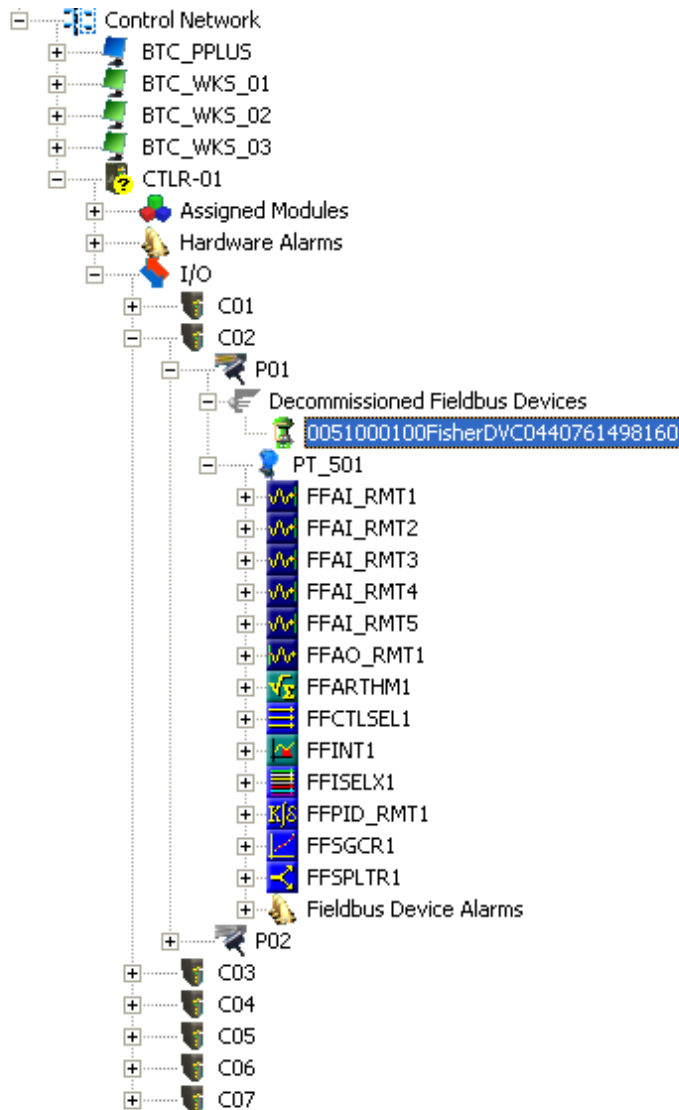 Control Network
BTC_PPLUS
BTC_WKS_01
BTC_WKS_02
BTC_WKS_03
CTLR-01
Assigned Modules
Hardware Alarms
I/O
C01
C02
P01
Decommissioned Fieldbus Devices
0051000100FisherDVC0440761498160
PT_501
FFAI_RMT1
FFAI_RMT2
FFAI_RMT3
FFAI_RMT4
FFAI_RMT5
FFAO_RMT1
FFARTHM1
FFCTLSEL1
FFINT1
FFISELX1
FFPID_RMT1
FFSGCR1
FFSPLTR1
Fieldbus Device Alarms
P02
C03
C04
C05
C06
C07